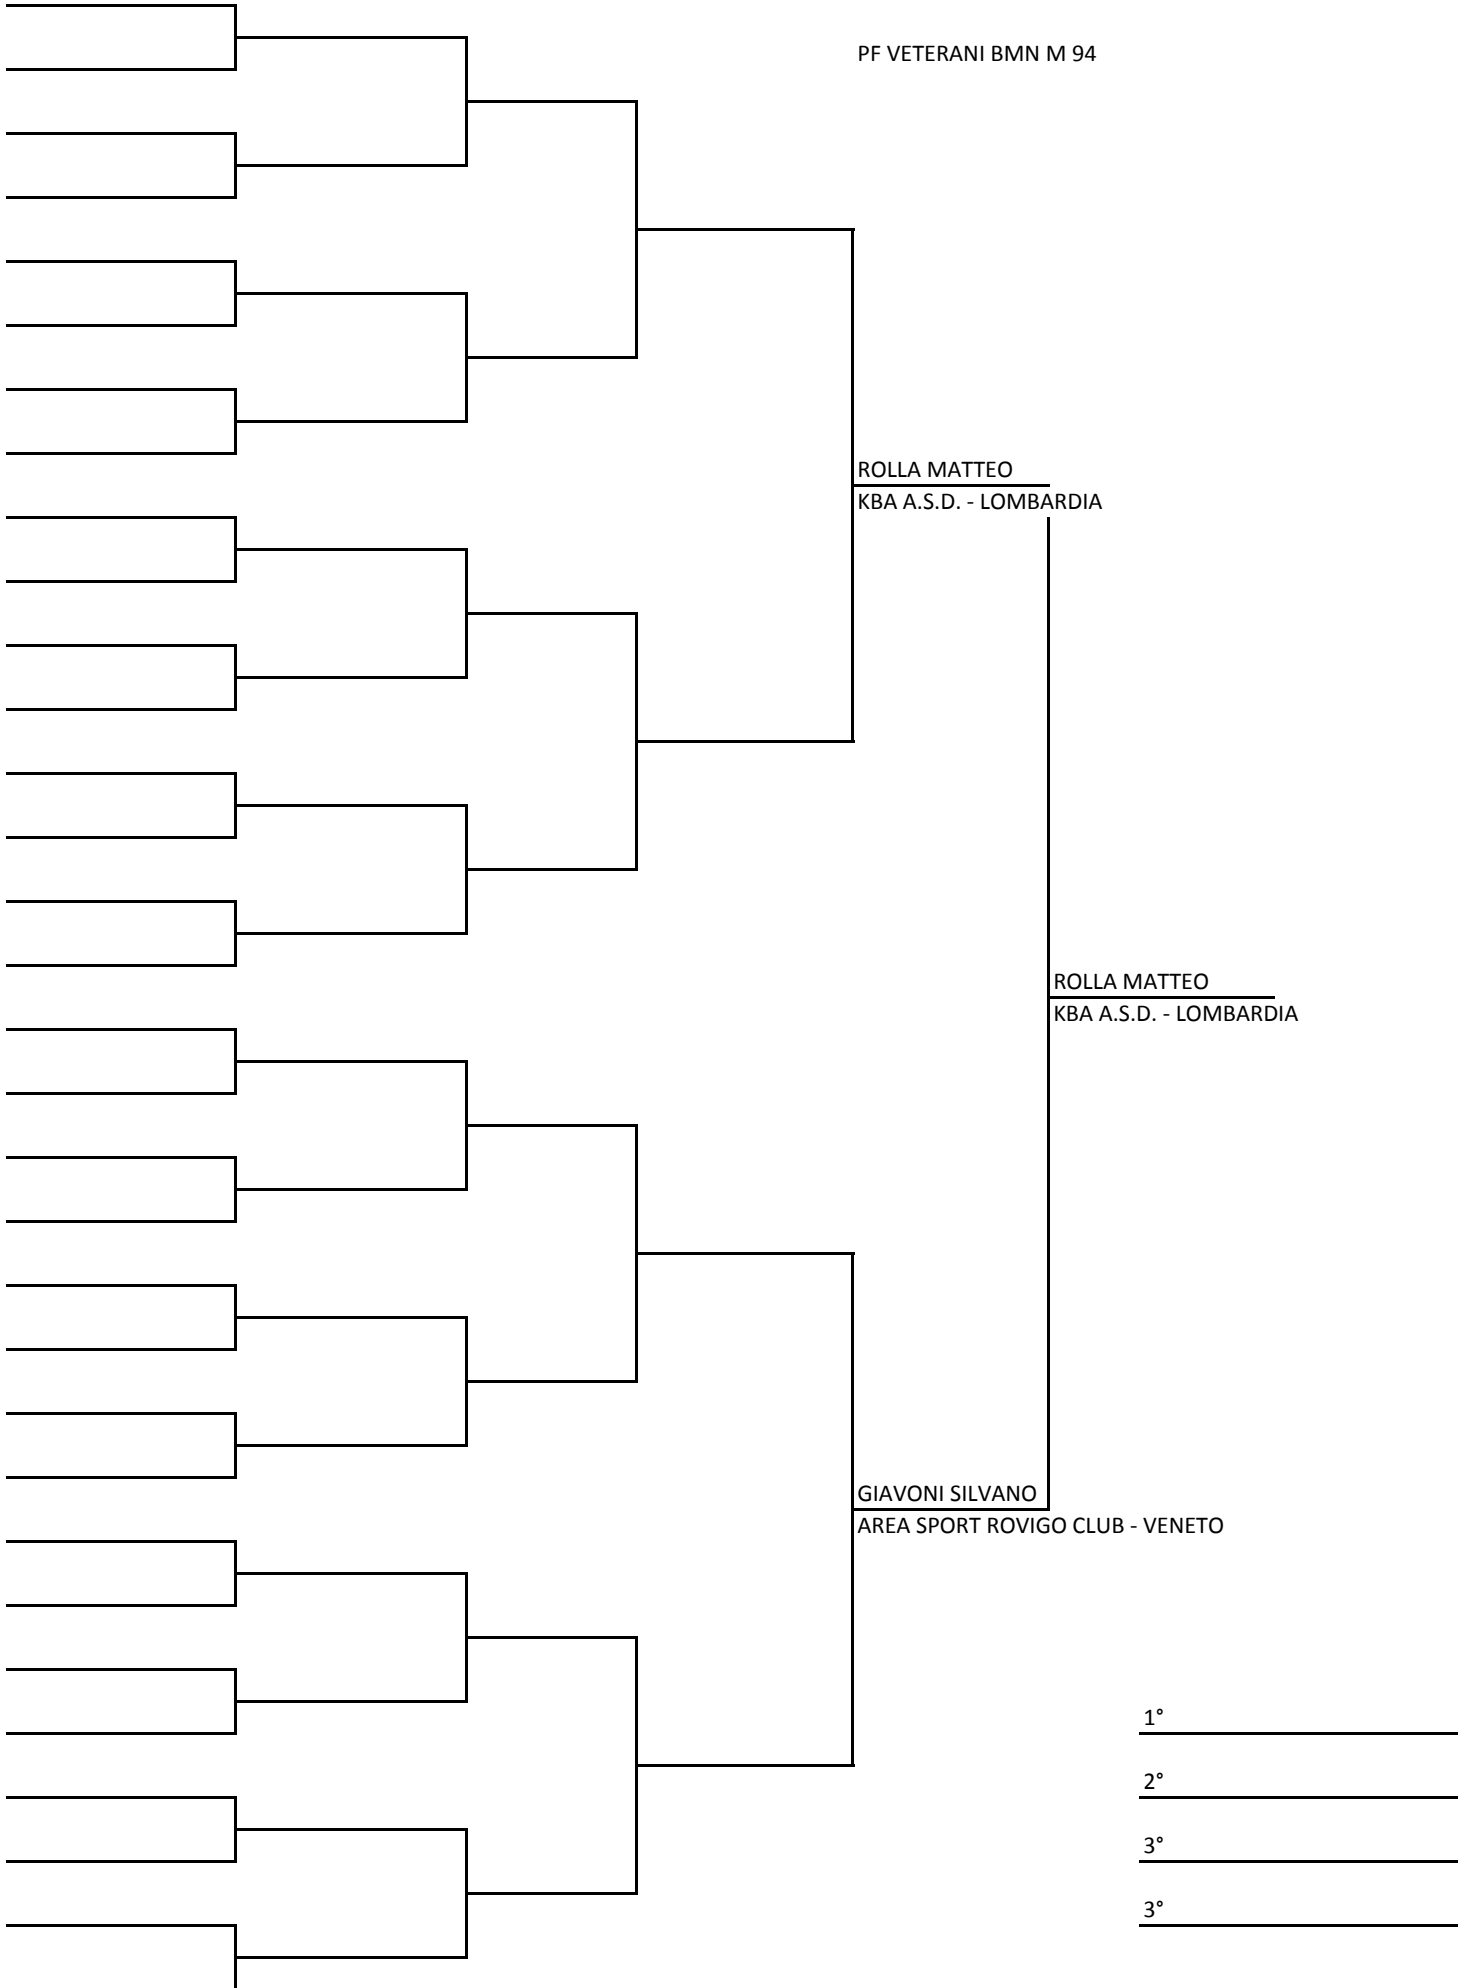 PF VETERANI BMN M 94
ROLLA MATTEO
KBA A.S.D. - LOMBARDIA
ROLLA MATTEO
KBA A.S.D. - LOMBARDIA
GIAVONI SILVANO
AREA SPORT ROVIGO CLUB - VENETO
1°
2°
3°
3°